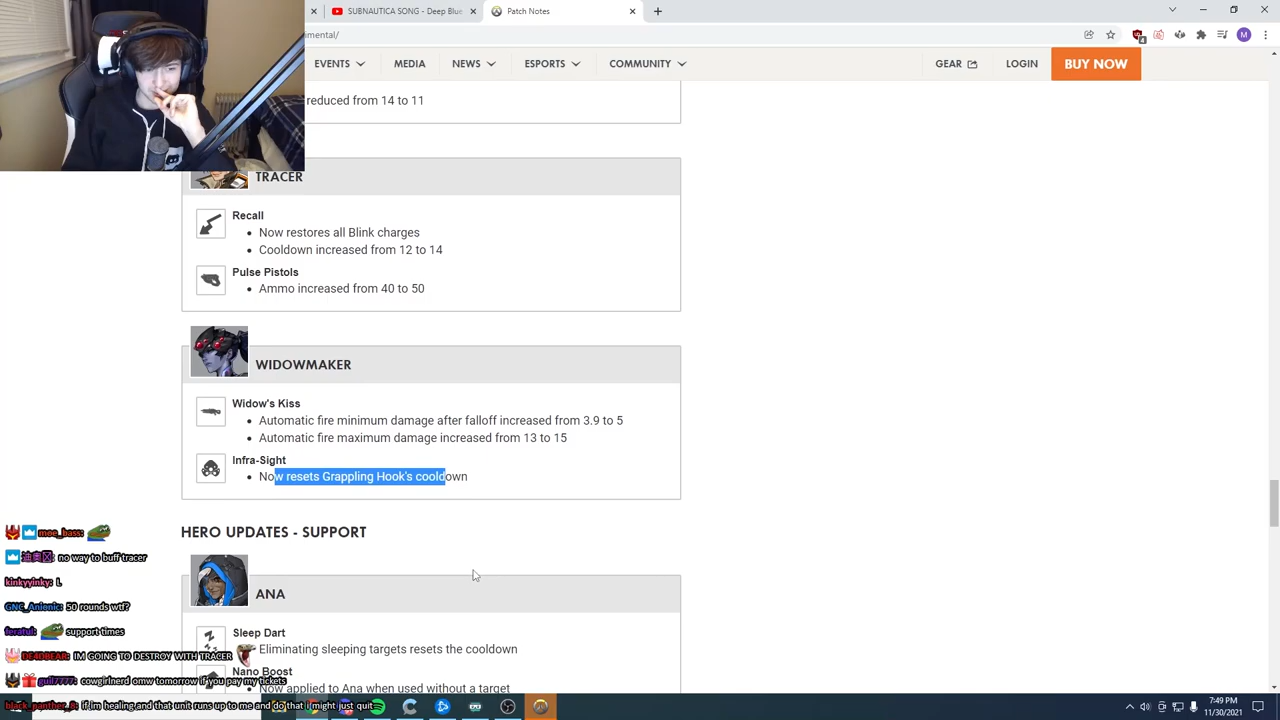 SUBNAUTICA SONG - Deep Blue
Patch Notes
mental/
EVENTS
MEDIA
NEWS
ESPORTS
COMMUNITY
GEAR
LOGIN
BUY NOW
reduced from 14 to 11
TRACER
Recall
Now restores all Blink charges
Cooldown increased from 12 to 14
Pulse Pistols
Ammo increased from 40 to 50
WIDOWMAKER
Widow's Kiss
Automatic fire minimum damage after falloff increased from 3.9 to 5
Automatic fire maximum damage increased from 13 to 15
Infra-Sight
Now resets Grappling Hook's cooldown
HERO UPDATES - SUPPORT
ANA
Sleep Dart
Eliminating sleeping targets resets the cooldown
Nano Boost
Now applied to Ana when used without a target
moe_bass:
no way to buff tracer
kinkyyinky: L
GNC_Anionic: 50 rounds wtf?
feratul: support times
DE4DBEAR: IM GOING TO DESTROY WITH TRACER
guil7777: cowgirlnerd omw tomorrow if you pay my tickets
if im healing and that unit runs up to me and do that i might just quit
7:49 PM
11/30/2021